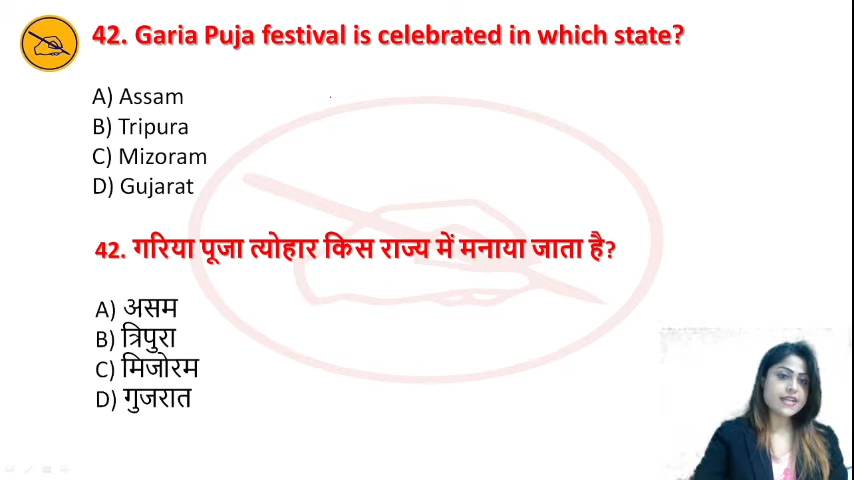 42. Garia Puja festival is celebrated in which state?
A) Assam
B) Tripura
C) Mizoram
D) Gujarat
42. गरिया पूजा त्योहार किस राज्य में मनाया जाता है?
A) असम
B) त्रिपुरा
C) मिजोरम
D) गुजरात